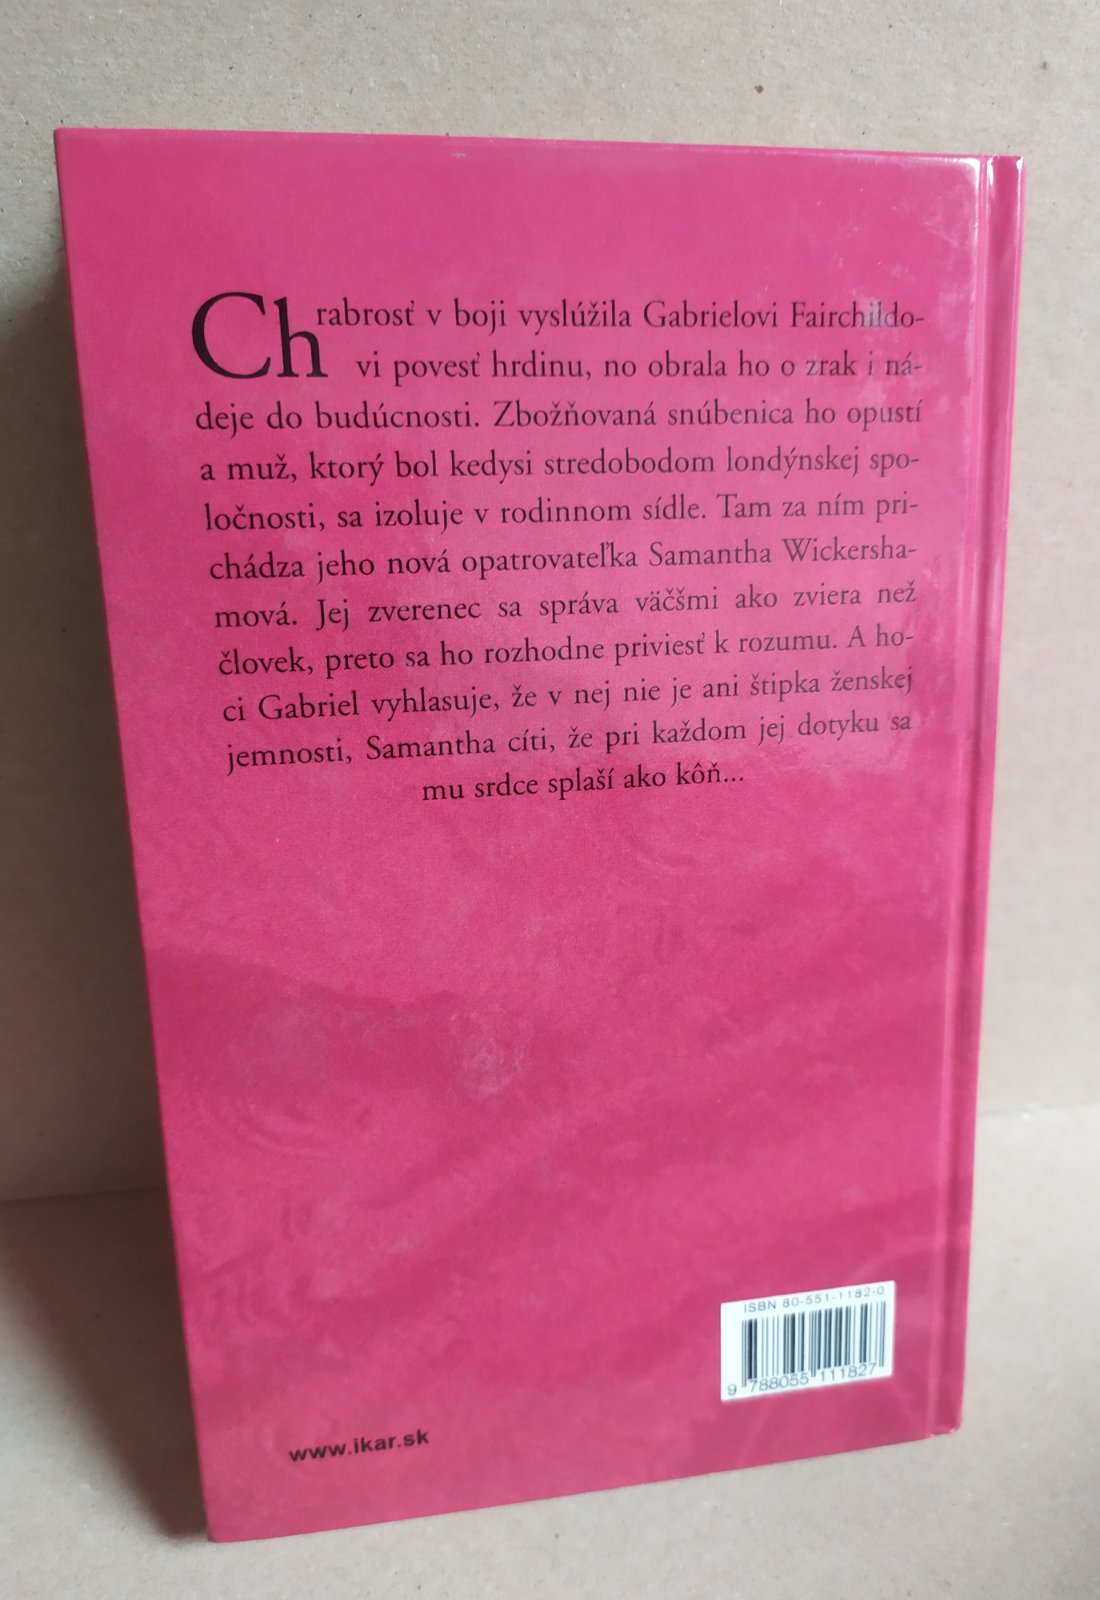 Chrabrosť v boji vyslúžila Gabrielovi Fairchildo-
vi povesť hrdinu, no obrala ho o zrak i ná-
deje do budúcnosti. Zbožňovaná snúbenica ho opustí
a muž, ktorý bol kedysi stredobodom londýnskej spo-
ločnosti, sa izoluje v rodinnom sídle. Tam za ním pri-
chádza jeho nová opatrovateľka Samantha Wickersha-
mová. Jej zverenec sa správa väčšmi ako zviera než
človek, preto sa ho rozhodne priviesť k rozumu. A ho-
ci Gabriel vyhlasuje, že v nej nie je ani štipka ženskej
jemnosti, Samantha cíti, že pri každom jej dotyku sa
mu srdce splaší ako kôň...
ISBN 80-551-1182-0
9 788055 111827
www.ikar.sk